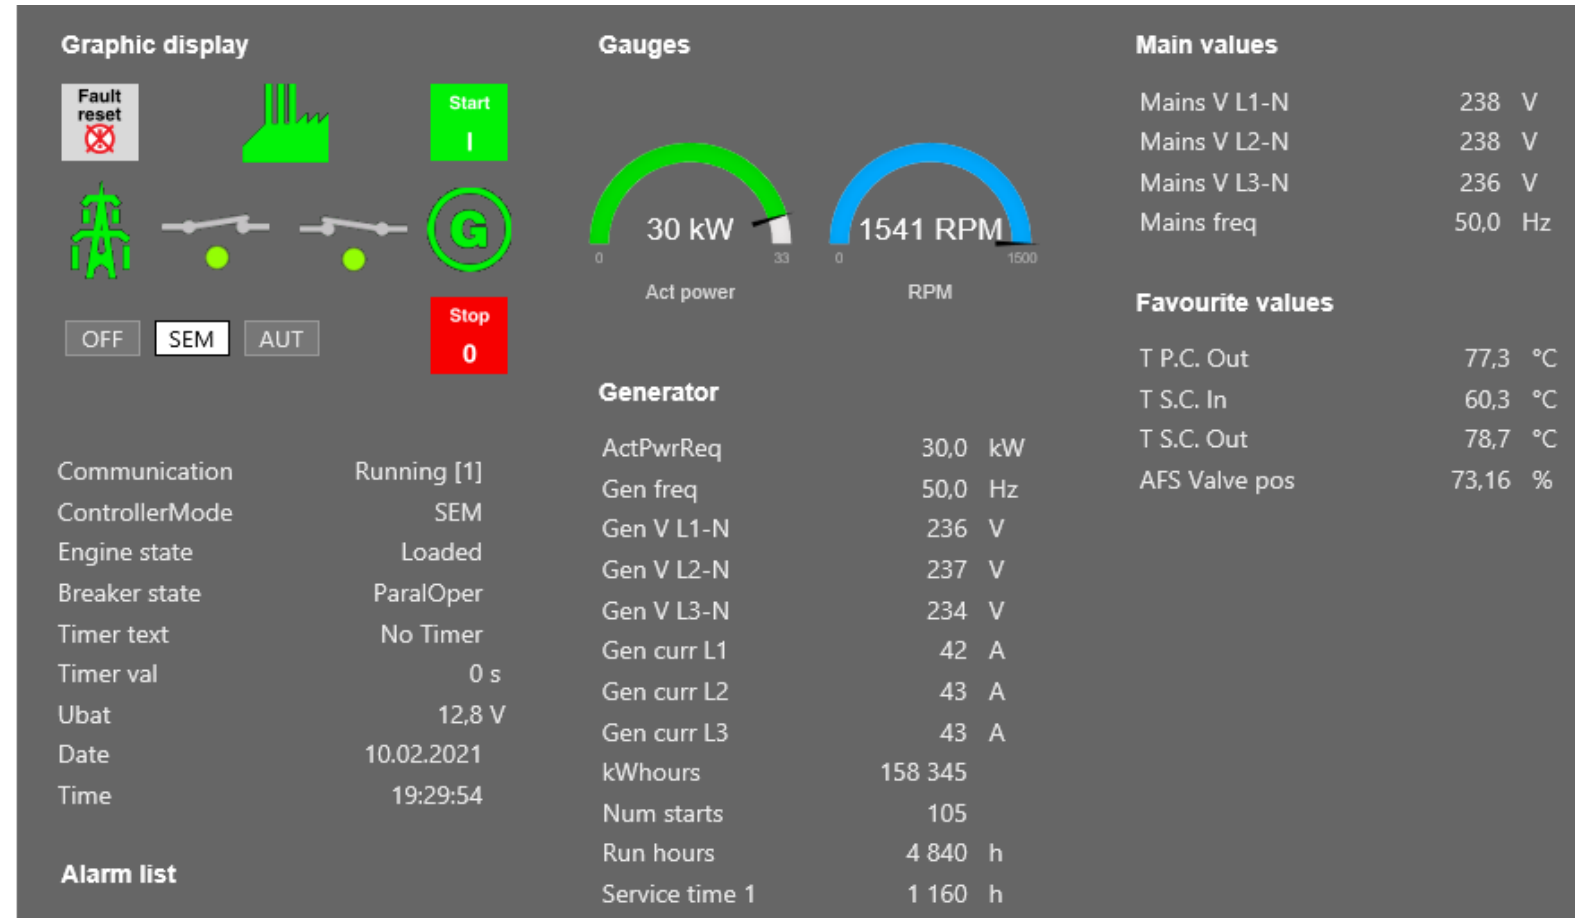 Graphic display
Fault
reset
Start
I
G
OFF SEM AUT
Stop
0
Communication Running [1]
ControllerMode SEM
Engine state Loaded
Breaker state ParalOper
Timer text No Timer
Timer val 0 s
Ubat 12,8 V
Date 10.02.2021
Time 19:29:54
Alarm list
Gauges
30 kW
0 33
Act power
1541 RPM
0 1500
RPM
Generator
ActPwrReq 30,0 kW
Gen freq 50,0 Hz
Gen V L1-N 236 V
Gen V L2-N 237 V
Gen V L3-N 234 V
Gen curr L1 42 A
Gen curr L2 43 A
Gen curr L3 43 A
kWhours 158 345
Num starts 105
Run hours 4 840 h
Service time 1 1 160 h
Main values
Mains V L1-N 238 V
Mains V L2-N 238 V
Mains V L3-N 236 V
Mains freq 50,0 Hz
Favourite values
T P.C. Out 77,3 °C
T S.C. In 60,3 °C
T S.C. Out 78,7 °C
AFS Valve pos 73,16 %